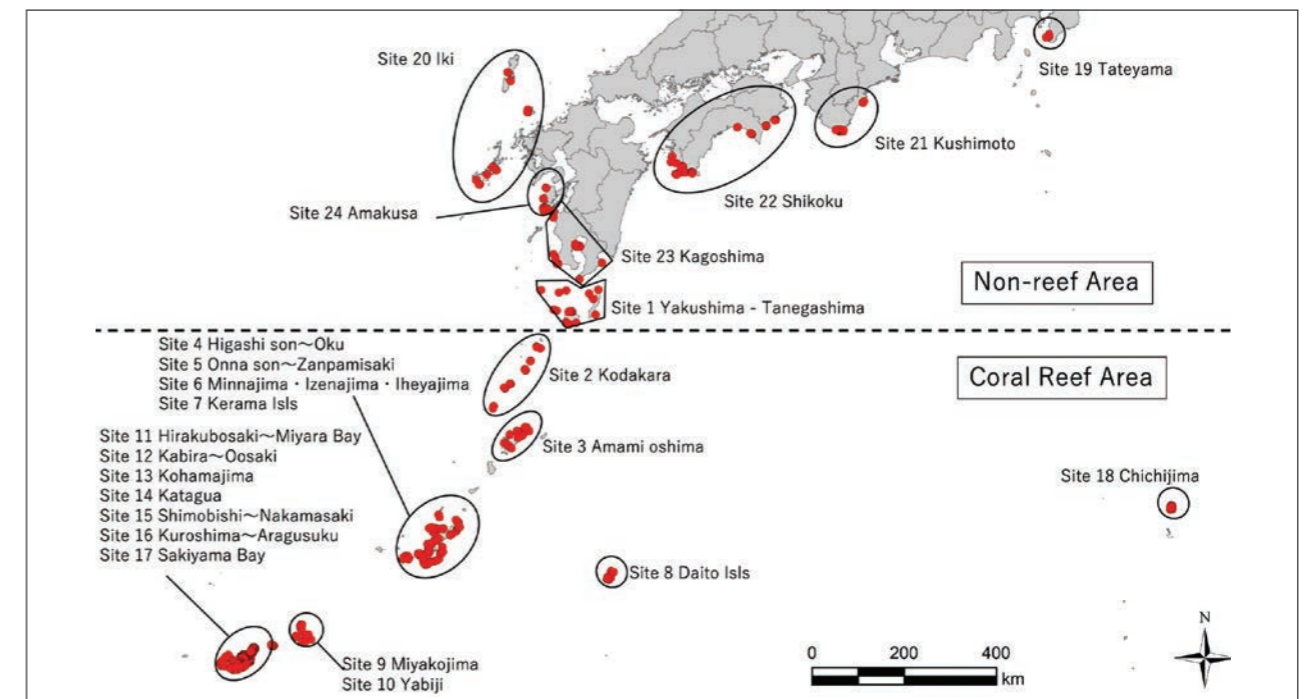 Site 20 Iki
Site 19 Tateyama
Site 21 Kushimoto
Site 22 Shikoku
Site 24 Amakusa
Site 23 Kagoshima
Non-reef Area
Site 1 Yakushima - Tanegashima
Site 4 Higashi son～Oku
Site 5 Onna son～Zanpamisaki
Site 6 Minnajima・Izenajima・Iheyajima
Site 7 Kerama Isls
Site 2 Kodakara
Coral Reef Area
Site 11 Hirakubosaki～Miyara Bay
Site 12 Kabira～Oosaki
Site 13 Kohamajima
Site 14 Katagua
Site 15 Shimobishi～Nakamasaki
Site 16 Kuroshima～Aragusuku
Site 17 Sakiyama Bay
Site 3 Amami oshima
Site 18 Chichijima
Site 8 Daito Isls
Site 9 Miyakojima
Site 10 Yabiji
N
0 200 400
km